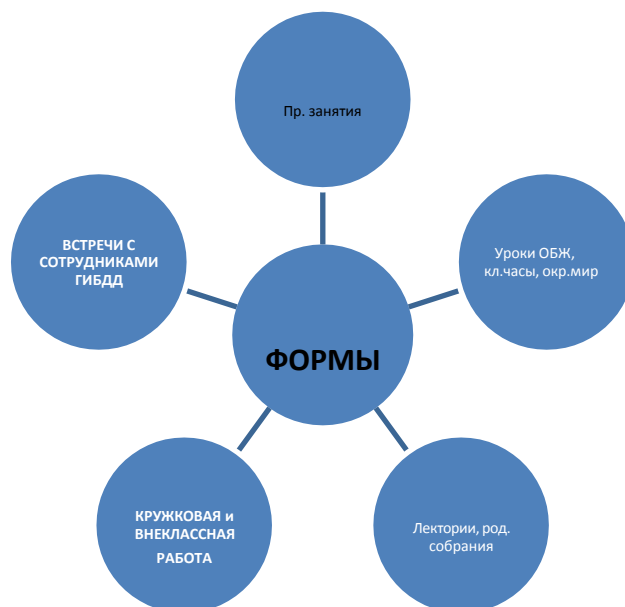 Пр. занятия
ВСТРЕЧИ С
СОТРУДНИКАМИ
ГИБДД
Уроки ОБЖ,
кл.часы, окр.мир
ФОРМЫ
КРУЖКОВАЯ и
ВНЕКЛАССНАЯ
РАБОТА
Лектории, род.
собрания